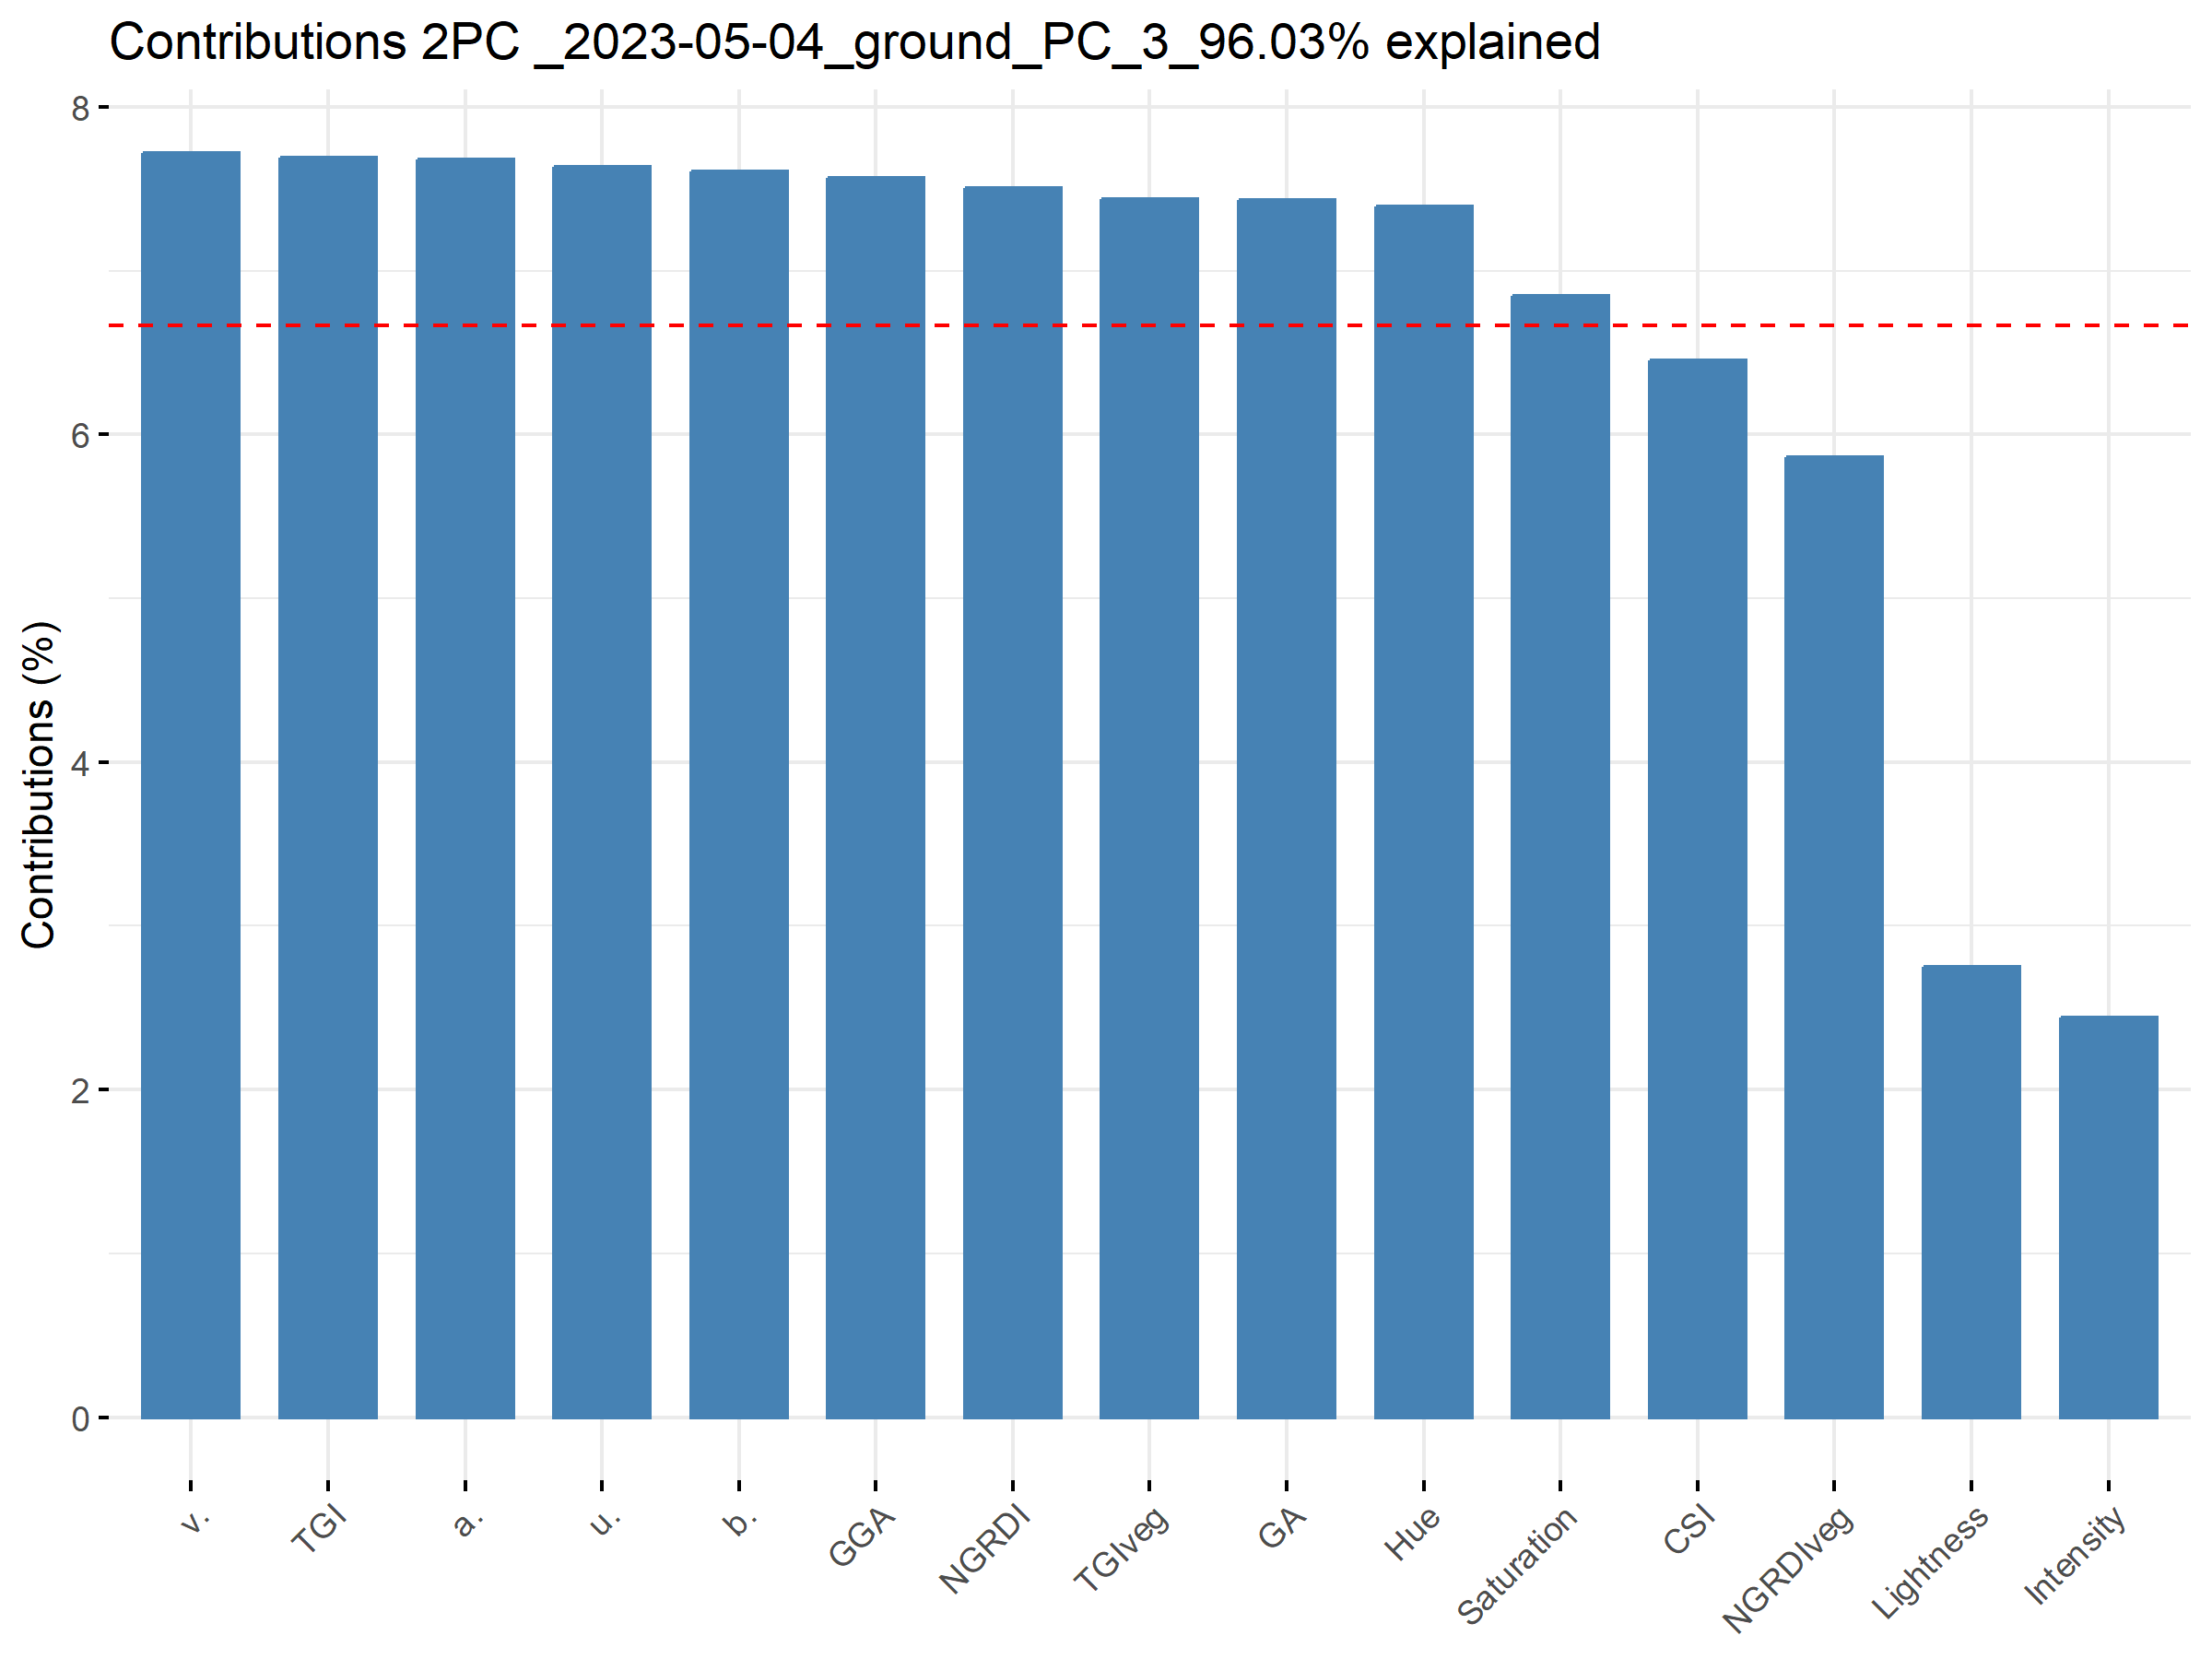 Contributions 2PC _2023-05-04_ground_PC_3_96.03% explained
Contributions (%)
8
6
4
2
0
v.
TGI
a.
u.
b.
GGA
NGRDI
TGIveg
GA
Hue
Saturation
CSI
NGRDIveg
Lightness
Intensity